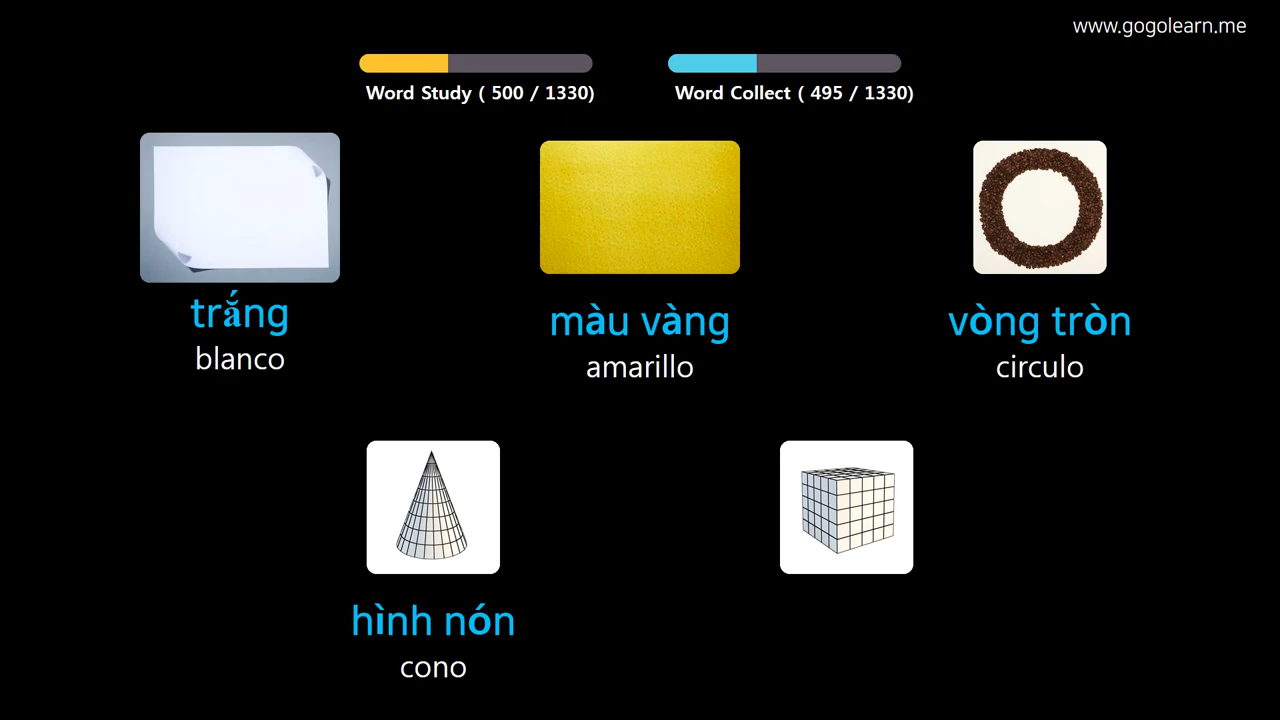 www.gogolearn.me
Word Study ( 500 / 1330)
Word Collect ( 495 / 1330)
trắng
blanco
màu vàng
amarillo
vòng tròn
circulo
hình nón
cono